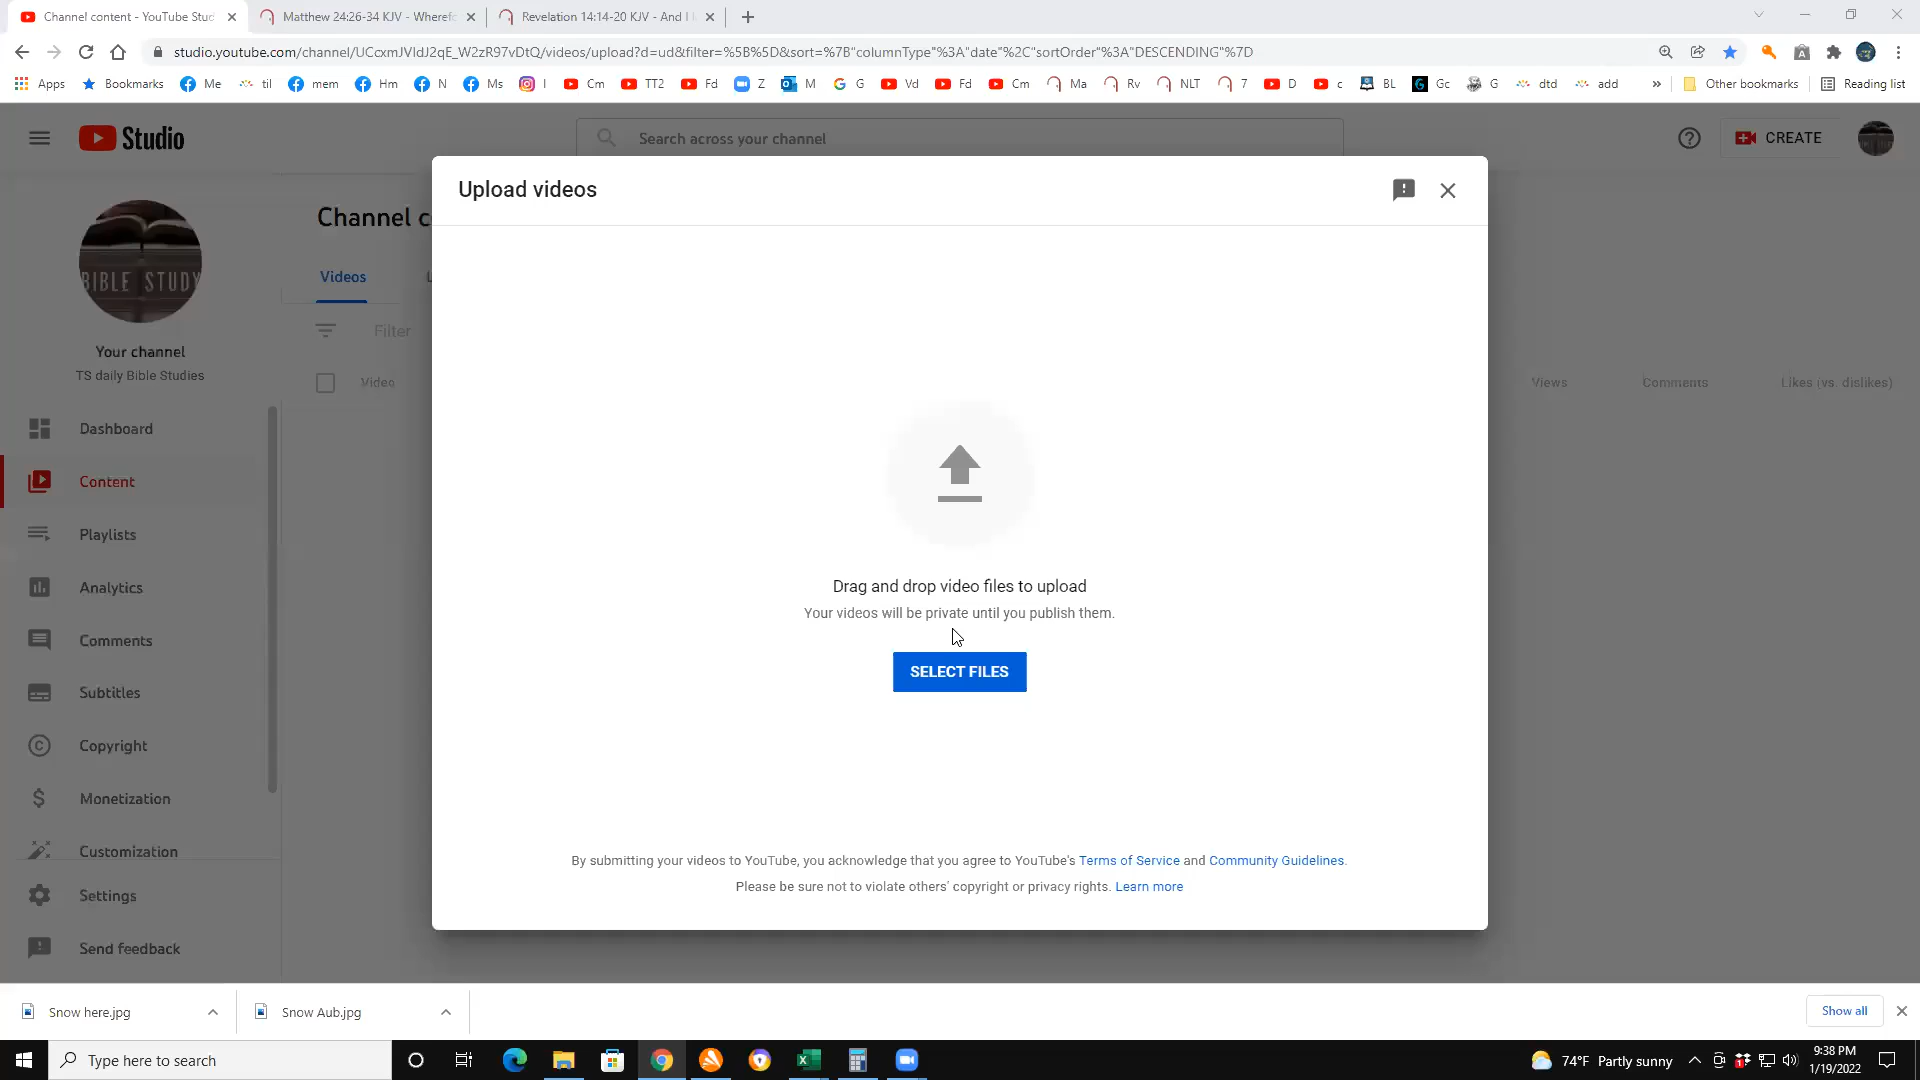 Channel content - YouTube Stud
Matthew 24:26-34 KJV - Wherefo
Revelation 14:14-20 KJV - And I l
studio.youtube.com/channel/UCcxmJVIdJ2qE_W2zR97vDtQ/videos/upload?d=ud&filter=%5B%5D&sort=%7B"columnType"%3A"date"%2C"sortOrder"%3A"DESCENDING"%7D
Apps Bookmarks Me til mem Hm N Ms I Cm TT2 Fd Z M G Vd Fd Cm Ma Rv NLT 7 D c BL Gc G dtd add » Other bookmarks Reading list
Studio
Search across your channel
CREATE
Upload videos
BIBLE STUDY
Your channel
TS daily Bible Studies
Dashboard
Content
Playlists
Analytics
Comments
Subtitles
Copyright
Monetization
Customization
Settings
Send feedback
Channel c
Videos
Filter
Video
Views
Comments
Likes (vs. dislikes)
Drag and drop video files to upload
Your videos will be private until you publish them.
SELECT FILES
By submitting your videos to YouTube, you acknowledge that you agree to YouTube's Terms of Service and Community Guidelines.
Please be sure not to violate others' copyright or privacy rights. Learn more
Snow here.jpg
Snow Aub.jpg
Show all
Type here to search
74°F Partly sunny
9:38 PM
1/19/2022